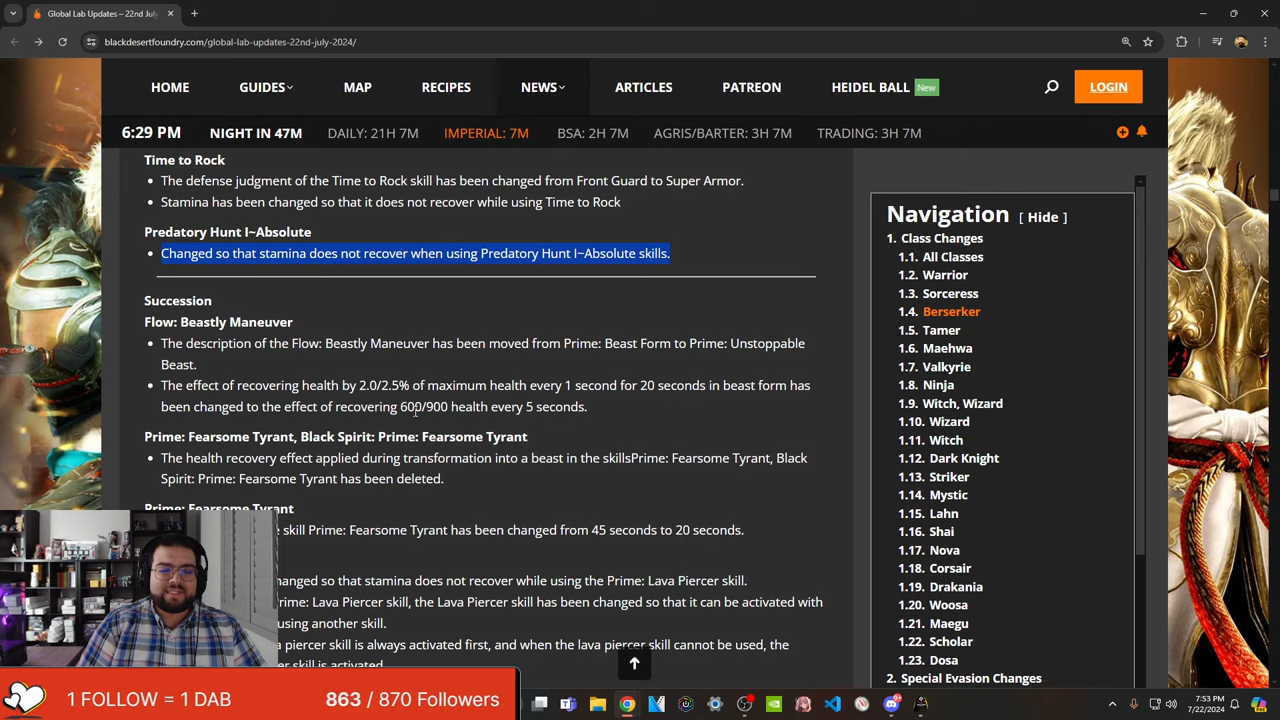 Global Lab Updates – 22nd July
blackdesertfoundry.com/global-lab-updates-22nd-july-2024/
HOME GUIDES MAP RECIPES NEWS ARTICLES PATREON HEIDEL BALL New LOGIN
6:29 PM NIGHT IN 47M DAILY: 21H 7M IMPERIAL: 7M BSA: 2H 7M AGRIS/BARTER: 3H 7M TRADING: 3H 7M
Time to Rock
• The defense judgment of the Time to Rock skill has been changed from Front Guard to Super Armor.
• Stamina has been changed so that it does not recover while using Time to Rock
Predatory Hunt I~Absolute
• Changed so that stamina does not recover when using Predatory Hunt I~Absolute skills.
Succession
Flow: Beastly Maneuver
• The description of the Flow: Beastly Maneuver has been moved from Prime: Beast Form to Prime: Unstoppable
Beast.
• The effect of recovering health by 2.0/2.5% of maximum health every 1 second for 20 seconds in beast form has
been changed to the effect of recovering 600/900 health every 5 seconds.
Prime: Fearsome Tyrant, Black Spirit: Prime: Fearsome Tyrant
• The health recovery effect applied during transformation into a beast in the skillsPrime: Fearsome Tyrant, Black
Spirit: Prime: Fearsome Tyrant has been deleted.
Prime: Fearsome Tyrant
skill Prime: Fearsome Tyrant has been changed from 45 seconds to 20 seconds.
hanged so that stamina does not recover while using the Prime: Lava Piercer skill.
rime: Lava Piercer skill, the Lava Piercer skill has been changed so that it can be activated with
using another skill.
a piercer skill is always activated first, and when the lava piercer skill cannot be used, the
er skill is activated.
Navigation [ Hide ]
1. Class Changes
1.1. All Classes
1.2. Warrior
1.3. Sorceress
1.4. Berserker
1.5. Tamer
1.6. Maehwa
1.7. Valkyrie
1.8. Ninja
1.9. Witch, Wizard
1.10. Wizard
1.11. Witch
1.12. Dark Knight
1.13. Striker
1.14. Mystic
1.15. Lahn
1.16. Shai
1.17. Nova
1.18. Corsair
1.19. Drakania
1.20. Woosa
1.21. Maegu
1.22. Scholar
1.23. Dosa
2. Special Evasion Changes
1 FOLLOW = 1 DAB 863 / 870 Followers
7:53 PM
7/22/2024